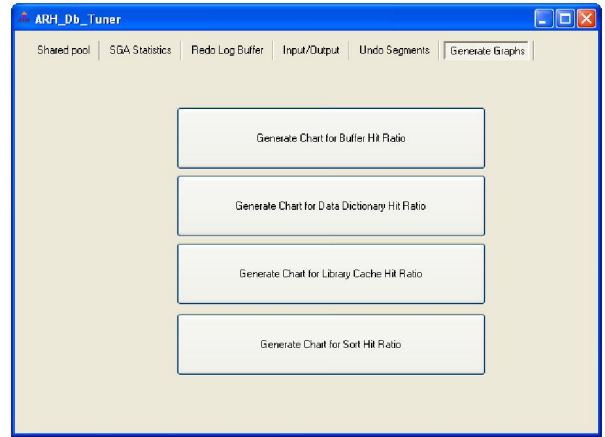 ARH_Db_Tuner
Shared pool SGA Statistics Redo Log Buffer Input/Output Undo Segments Generate Graphs
Generate Chart for Buffer Hit Ratio
Generate Chart for Data Dictionary Hit Ratio
Generate Chart for Library Cache Hit Ratio
Generate Chart for Sort Hit Ratio